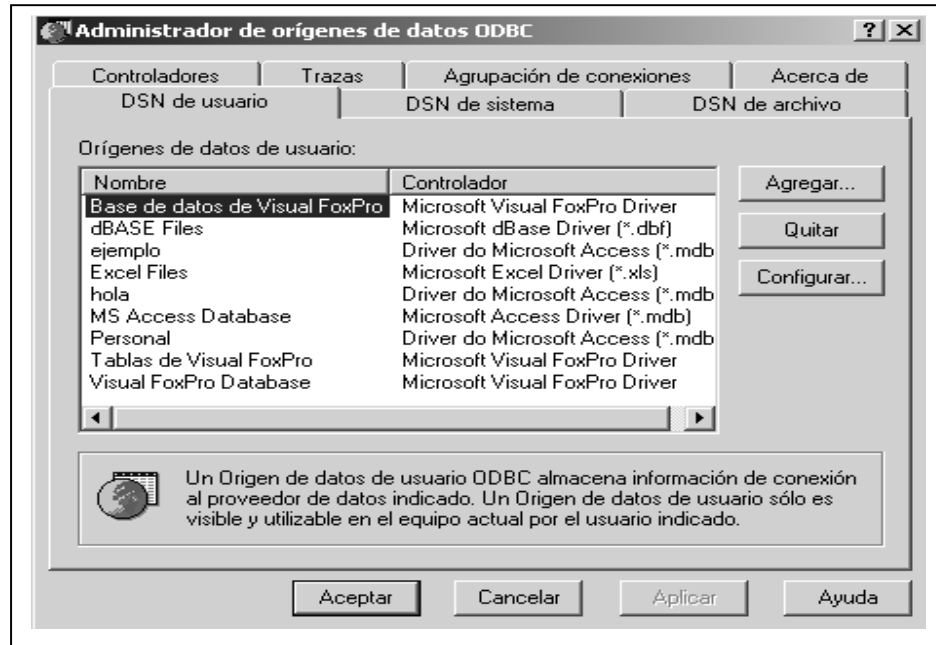 Administrador de orígenes de datos ODBC
Controladores Trazas Agrupación de conexiones Acerca de
DSN de usuario DSN de sistema DSN de archivo
Orígenes de datos de usuario:
Nombre Controlador
Base de datos de Visual FoxPro Microsoft Visual FoxPro Driver
dBASE Files Microsoft dBase Driver (*.dbf)
ejemplo Driver do Microsoft Access (*.mdb
Excel Files Microsoft Excel Driver (*.xls)
hola Driver do Microsoft Access (*.mdb
MS Access Database Microsoft Access Driver (*.mdb)
Personal Driver do Microsoft Access (*.mdb
Tablas de Visual FoxPro Microsoft Visual FoxPro Driver
Visual FoxPro Database Microsoft Visual FoxPro Driver
Agregar...
Quitar
Configurar...
Un Origen de datos de usuario ODBC almacena información de conexión
al proveedor de datos indicado. Un Origen de datos de usuario sólo es
visible y utilizable en el equipo actual por el usuario indicado.
Aceptar Cancelar Aplicar Ayuda